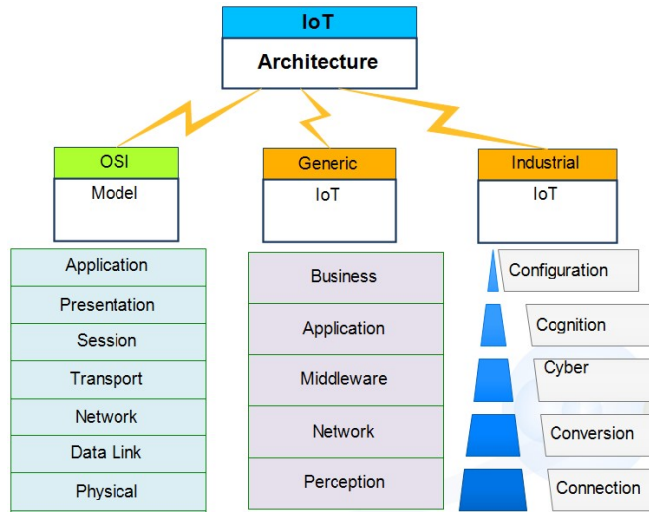 IoT
Architecture
OSI
Model
Generic
IoT
Industrial
IoT
Application
Presentation
Session
Transport
Network
Data Link
Physical
Business
Application
Middleware
Network
Perception
Configuration
Cognition
Cyber
Conversion
Connection